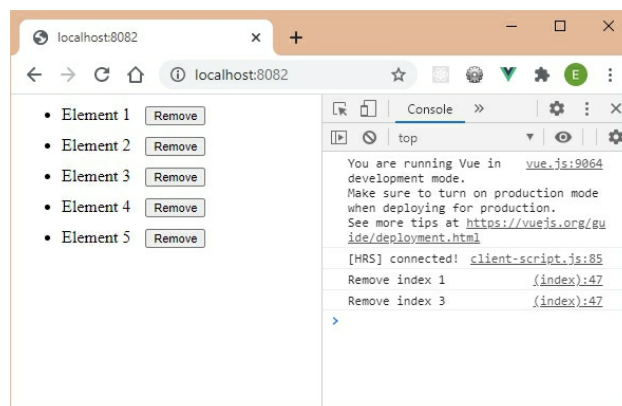 localhost:8082
localhost:8082
E
Element 1 Remove
Element 2 Remove
Element 3 Remove
Element 4 Remove
Element 5 Remove
Console
top
You are running Vue in vue.js:9064
development mode.
Make sure to turn on production mode
when deploying for production.
See more tips at https://vuejs.org/gu
ide/deployment.html
[HRS] connected! client-script.js:85
Remove index 1 (index):47
Remove index 3 (index):47